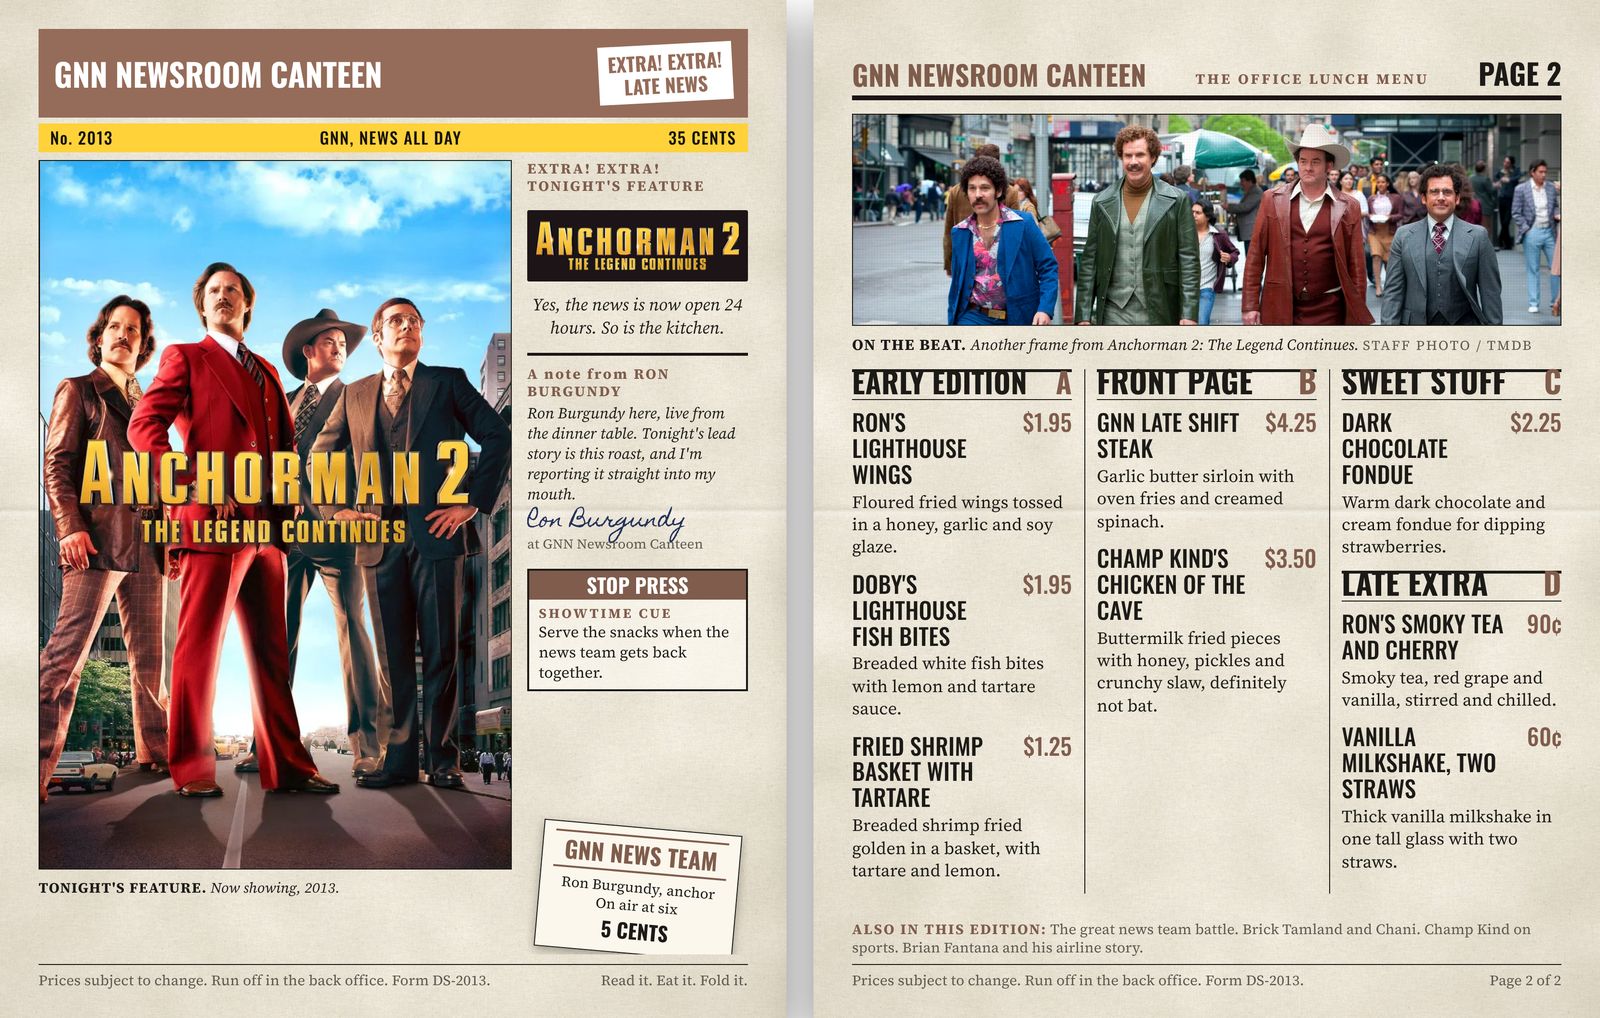 GNN NEWSROOM CANTEEN
EXTRA! EXTRA!
LATE NEWS
No. 2013
GNN, NEWS ALL DAY
35 CENTS
ANCHORMAN 2
THE LEGEND CONTINUES
TONIGHT'S FEATURE. Now showing, 2013.
EXTRA! EXTRA!
TONIGHT'S FEATURE
ANCHORMAN 2
THE LEGEND CONTINUES
Yes, the news is now open 24
hours. So is the kitchen.
A note from RON
BURGUNDY
Ron Burgundy here, live from
the dinner table. Tonight's lead
story is this roast, and I'm
reporting it straight into my
mouth.
Ron Burgundy
at GNN Newsroom Canteen
STOP PRESS
SHOWTIME CUE
Serve the snacks when the
news team gets back
together.
GNN NEWS TEAM
Ron Burgundy, anchor
On air at six
5 CENTS
Prices subject to change. Run off in the back office. Form DS-2013.
Read it. Eat it. Fold it.
GNN NEWSROOM CANTEEN
THE OFFICE LUNCH MENU
PAGE 2
ON THE BEAT. Another frame from Anchorman 2: The Legend Continues. STAFF PHOTO / TMDB
EARLY EDITION A
RON'S $1.95
LIGHTHOUSE
WINGS
Floured fried wings tossed
in a honey, garlic and soy
glaze.
DOBY'S $1.95
LIGHTHOUSE
FISH BITES
Breaded white fish bites
with lemon and tartare
sauce.
FRIED SHRIMP $1.25
BASKET WITH
TARTARE
Breaded shrimp fried
golden in a basket, with
tartare and lemon.
FRONT PAGE B
GNN LATE SHIFT $4.25
STEAK
Garlic butter sirloin with
oven fries and creamed
spinach.
CHAMP KIND'S $3.50
CHICKEN OF THE
CAVE
Buttermilk fried pieces
with honey, pickles and
crunchy slaw, definitely
not bat.
SWEET STUFF C
DARK $2.25
CHOCOLATE
FONDUE
Warm dark chocolate and
cream fondue for dipping
strawberries.
LATE EXTRA D
RON'S SMOKY TEA 90¢
AND CHERRY
Smoky tea, red grape and
vanilla, stirred and chilled.
VANILLA 60¢
MILKSHAKE, TWO
STRAWS
Thick vanilla milkshake in
one tall glass with two
straws.
ALSO IN THIS EDITION: The great news team battle. Brick Tamland and Chani. Champ Kind on
sports. Brian Fantana and his airline story.
Prices subject to change. Run off in the back office. Form DS-2013.
Page 2 of 2